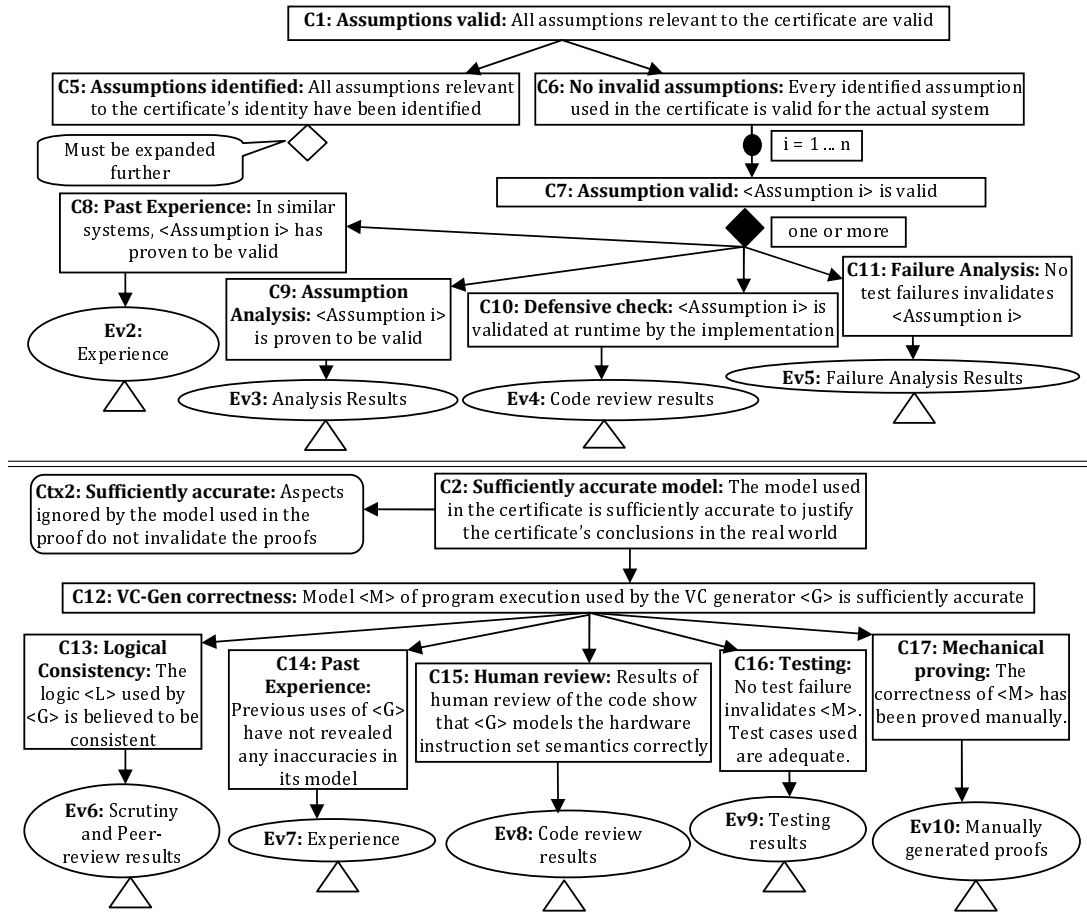 C1: Assumptions valid: All assumptions relevant to the certificate are valid
C5: Assumptions identified: All assumptions relevant
to the certificate's identity have been identified
C6: No invalid assumptions: Every identified assumption
used in the certificate is valid for the actual system
Must be expanded
further
i = 1 ... n
C7: Assumption valid: <Assumption i> is valid
C8: Past Experience: In similar
systems, <Assumption i> has
proven to be valid
one or more
C9: Assumption
Analysis: <Assumption i>
is proven to be valid
C10: Defensive check: <Assumption i> is
validated at runtime by the implementation
C11: Failure Analysis: No
test failures invalidates
<Assumption i>
Ev2:
Experience
Ev3: Analysis Results
Ev4: Code review results
Ev5: Failure Analysis Results
Ctx2: Sufficiently accurate: Aspects
ignored by the model used in the
proof do not invalidate the proofs
C2: Sufficiently accurate model: The model used
in the certificate is sufficiently accurate to justify
the certificate's conclusions in the real world
C12: VC-Gen correctness: Model <M> of program execution used by the VC generator <G> is sufficiently accurate
C13: Logical
Consistency: The
logic <L> used by
<G> is believed to be
consistent
C14: Past
Experience:
Previous uses of <G>
have not revealed
any inaccuracies in
its model
C15: Human review: Results of
human review of the code show
that <G> models the hardware
instruction set semantics correctly
C16: Testing:
No test failure
invalidates <M>.
Test cases used
are adequate.
C17: Mechanical
proving: The
correctness of <M> has
been proved manually.
Ev6: Scrutiny
and Peer-
review results
Ev7: Experience
Ev8: Code review
results
Ev9: Testing
results
Ev10: Manually
generated proofs